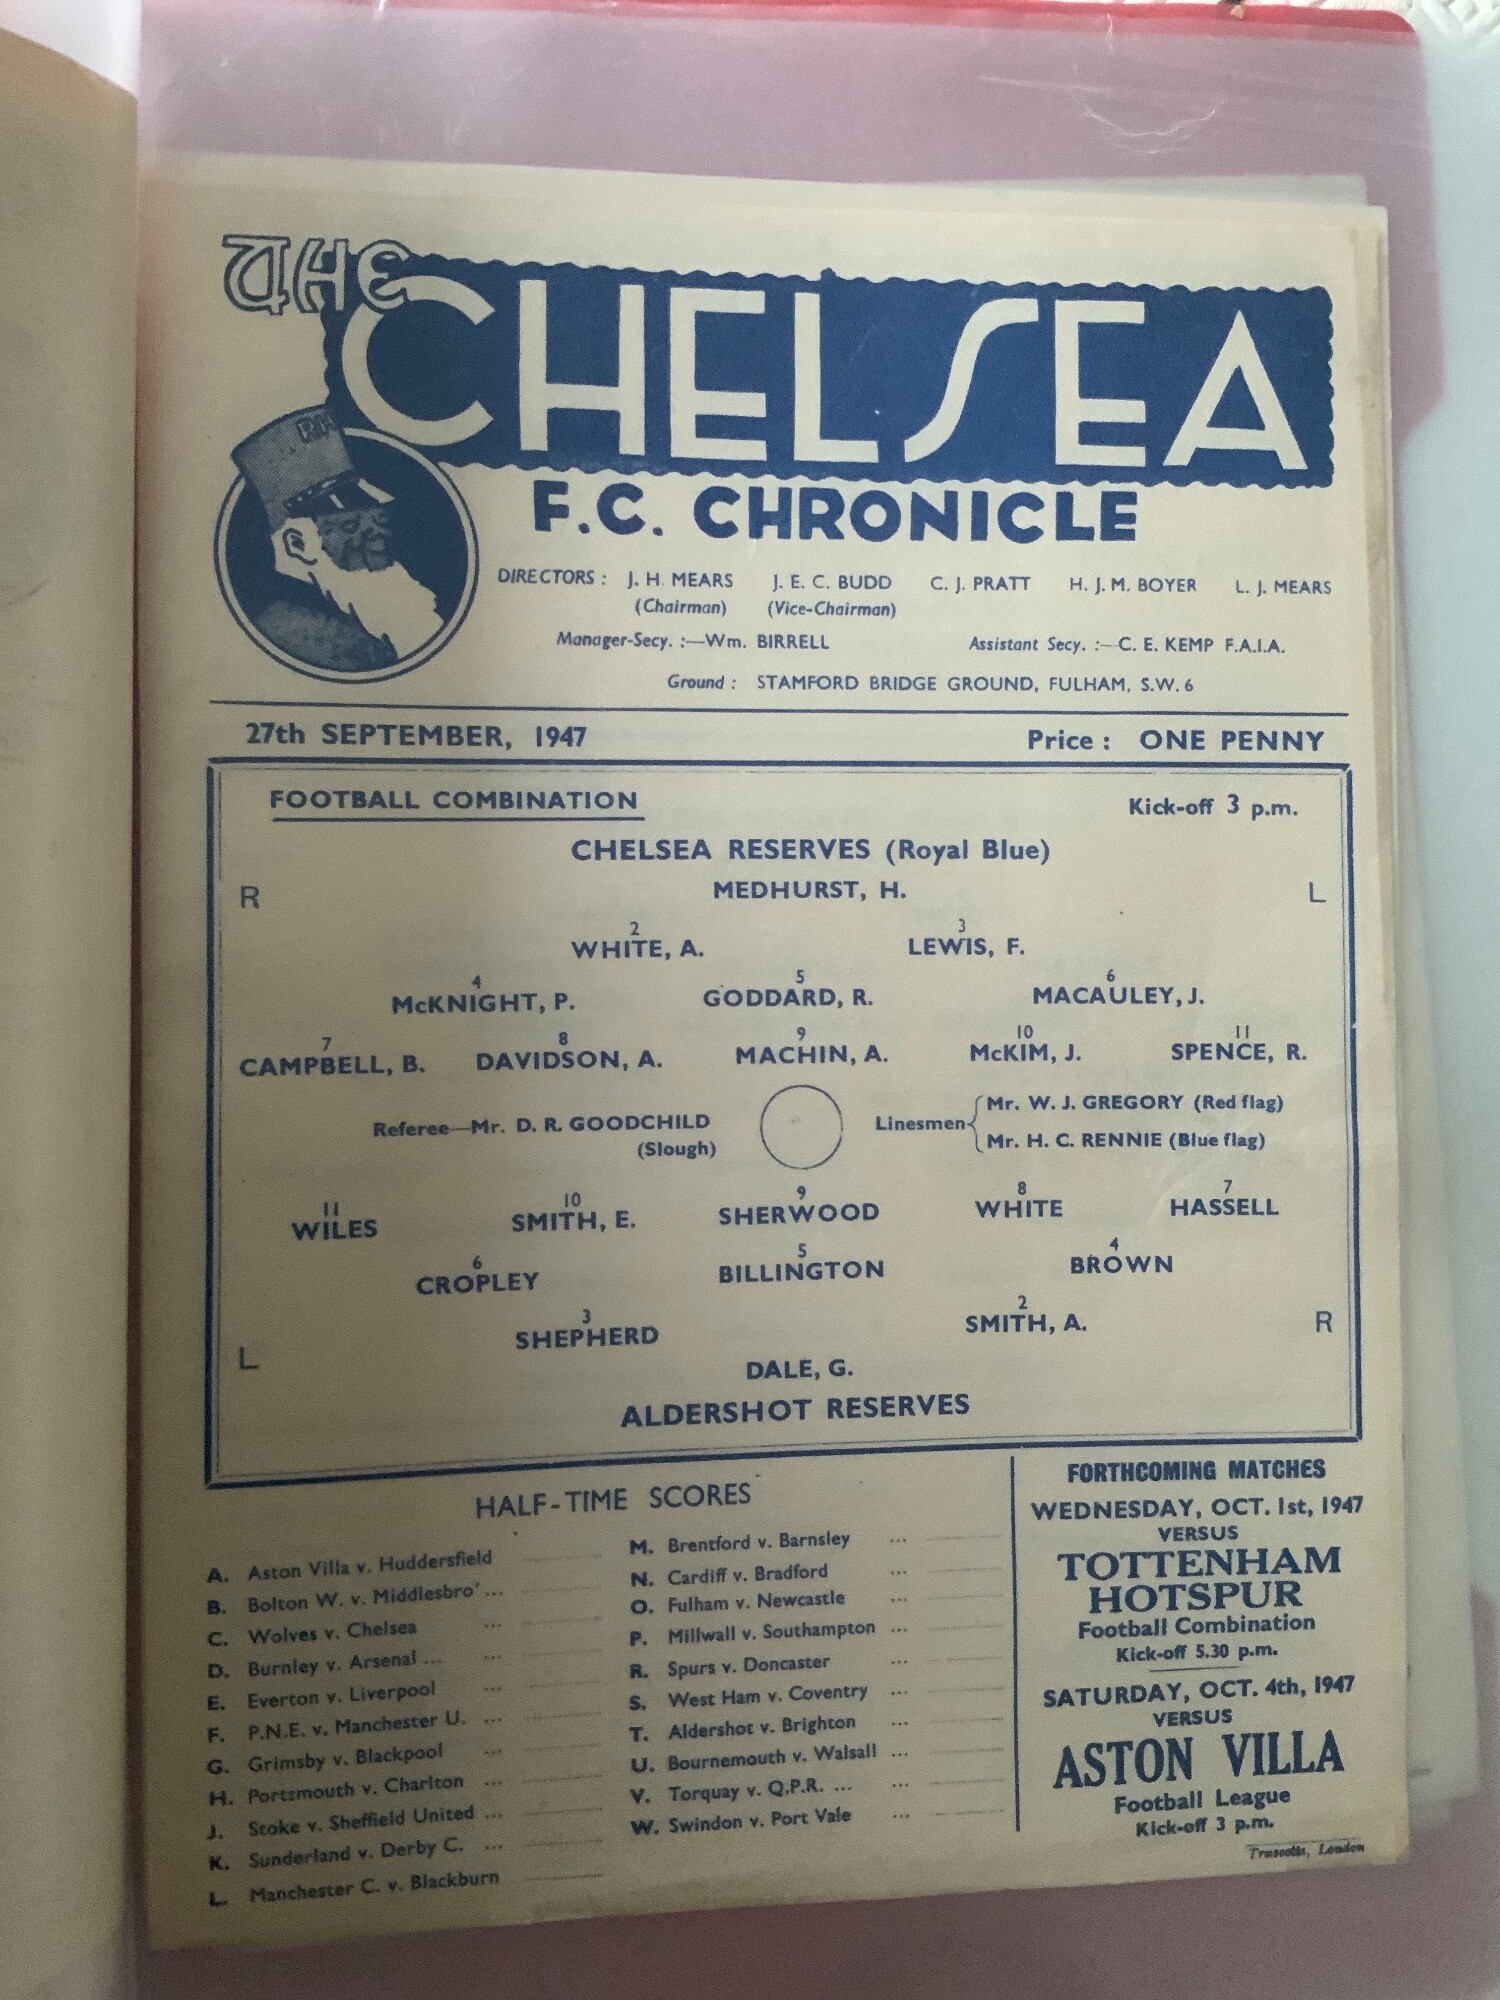 THE CHELSEA
F.C. CHRONICLE
RH
DIRECTORS : J. H. MEARS J. E. C. BUDD C. J. PRATT H. J. M. BOYER L. J. MEARS
(Chairman) (Vice-Chairman)
Manager-Secy. :—Wm. BIRRELL Assistant Secy. :—C. E. KEMP F.A.I.A.
Ground : STAMFORD BRIDGE GROUND, FULHAM, S.W. 6
27th SEPTEMBER, 1947 Price : ONE PENNY
FOOTBALL COMBINATION Kick-off 3 p.m.
CHELSEA RESERVES (Royal Blue)
R MEDHURST, H. L
2 3
WHITE, A. LEWIS, F.
4 5 6
McKNIGHT, P. GODDARD, R. MACAULEY, J.
7 8 9 10 11
CAMPBELL, B. DAVIDSON, A. MACHIN, A. McKIM, J. SPENCE, R.
Referee—Mr. D. R. GOODCHILD
(Slough)
Linesmen
Mr. W. J. GREGORY (Red flag)
Mr. H. C. RENNIE (Blue flag)
11 10 9 8 7
WILES SMITH, E. SHERWOOD WHITE HASSELL
6 5 4
CROPLEY BILLINGTON BROWN
3 2
SHEPHERD SMITH, A. R
L DALE, G.
ALDERSHOT RESERVES
HALF-TIME SCORES
A. Aston Villa v. Huddersfield
B. Bolton W. v. Middlesbro' ...
C. Wolves v. Chelsea ...
D. Burnley v. Arsenal ... ...
E. Everton v. Liverpool ...
F. P.N.E. v. Manchester U. ...
G. Grimsby v. Blackpool ...
H. Portsmouth v. Charlton ...
J. Stoke v. Sheffield United ...
K. Sunderland v. Derby C. ...
L. Manchester C. v. Blackburn
M. Brentford v. Barnsley ...
N. Cardiff v. Bradford ...
O. Fulham v. Newcastle ...
P. Millwall v. Southampton ...
R. Spurs v. Doncaster ...
S. West Ham v. Coventry ...
T. Aldershot v. Brighton ...
U. Bournemouth v. Walsall ...
V. Torquay v. Q.P.R. ... ...
W. Swindon v. Port Vale ...
FORTHCOMING MATCHES
WEDNESDAY, OCT. 1st, 1947
VERSUS
TOTTENHAM
HOTSPUR
Football Combination
Kick-off 5.30 p.m.
SATURDAY, OCT. 4th, 1947
VERSUS
ASTON VILLA
Football League
Kick-off 3 p.m.
Truscotts, London